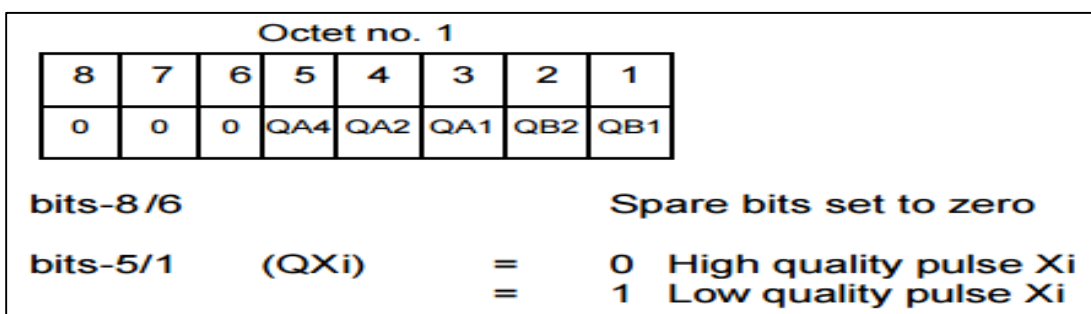 Octet no. 1
8 7 6 5 4 3 2 1
0 0 0 QA4 QA2 QA1 QB2 QB1
bits-8/6 Spare bits set to zero
bits-5/1 (QXi) = 0 High quality pulse Xi
= 1 Low quality pulse Xi